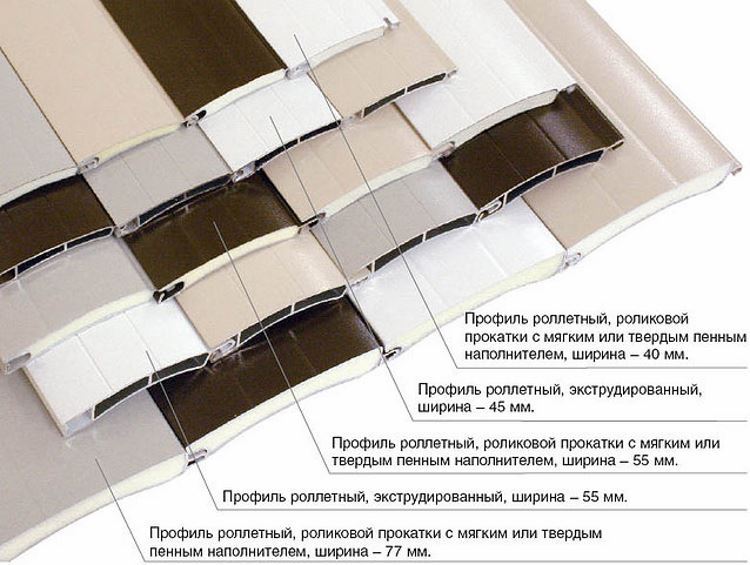 Профиль роллетный, роликовой
прокатки с мягким или твердым пенным
наполнителем, ширина – 40 мм.
Профиль роллетный, экструдированный,
ширина – 45 мм.
Профиль роллетный, роликовой прокатки с мягким или
твердым пенным наполнителем, ширина – 55 мм.
Профиль роллетный, экструдированный, ширина – 55 мм.
Профиль роллетный, роликовой прокатки с мягким или твердым
пенным наполнителем, ширина – 77 мм.